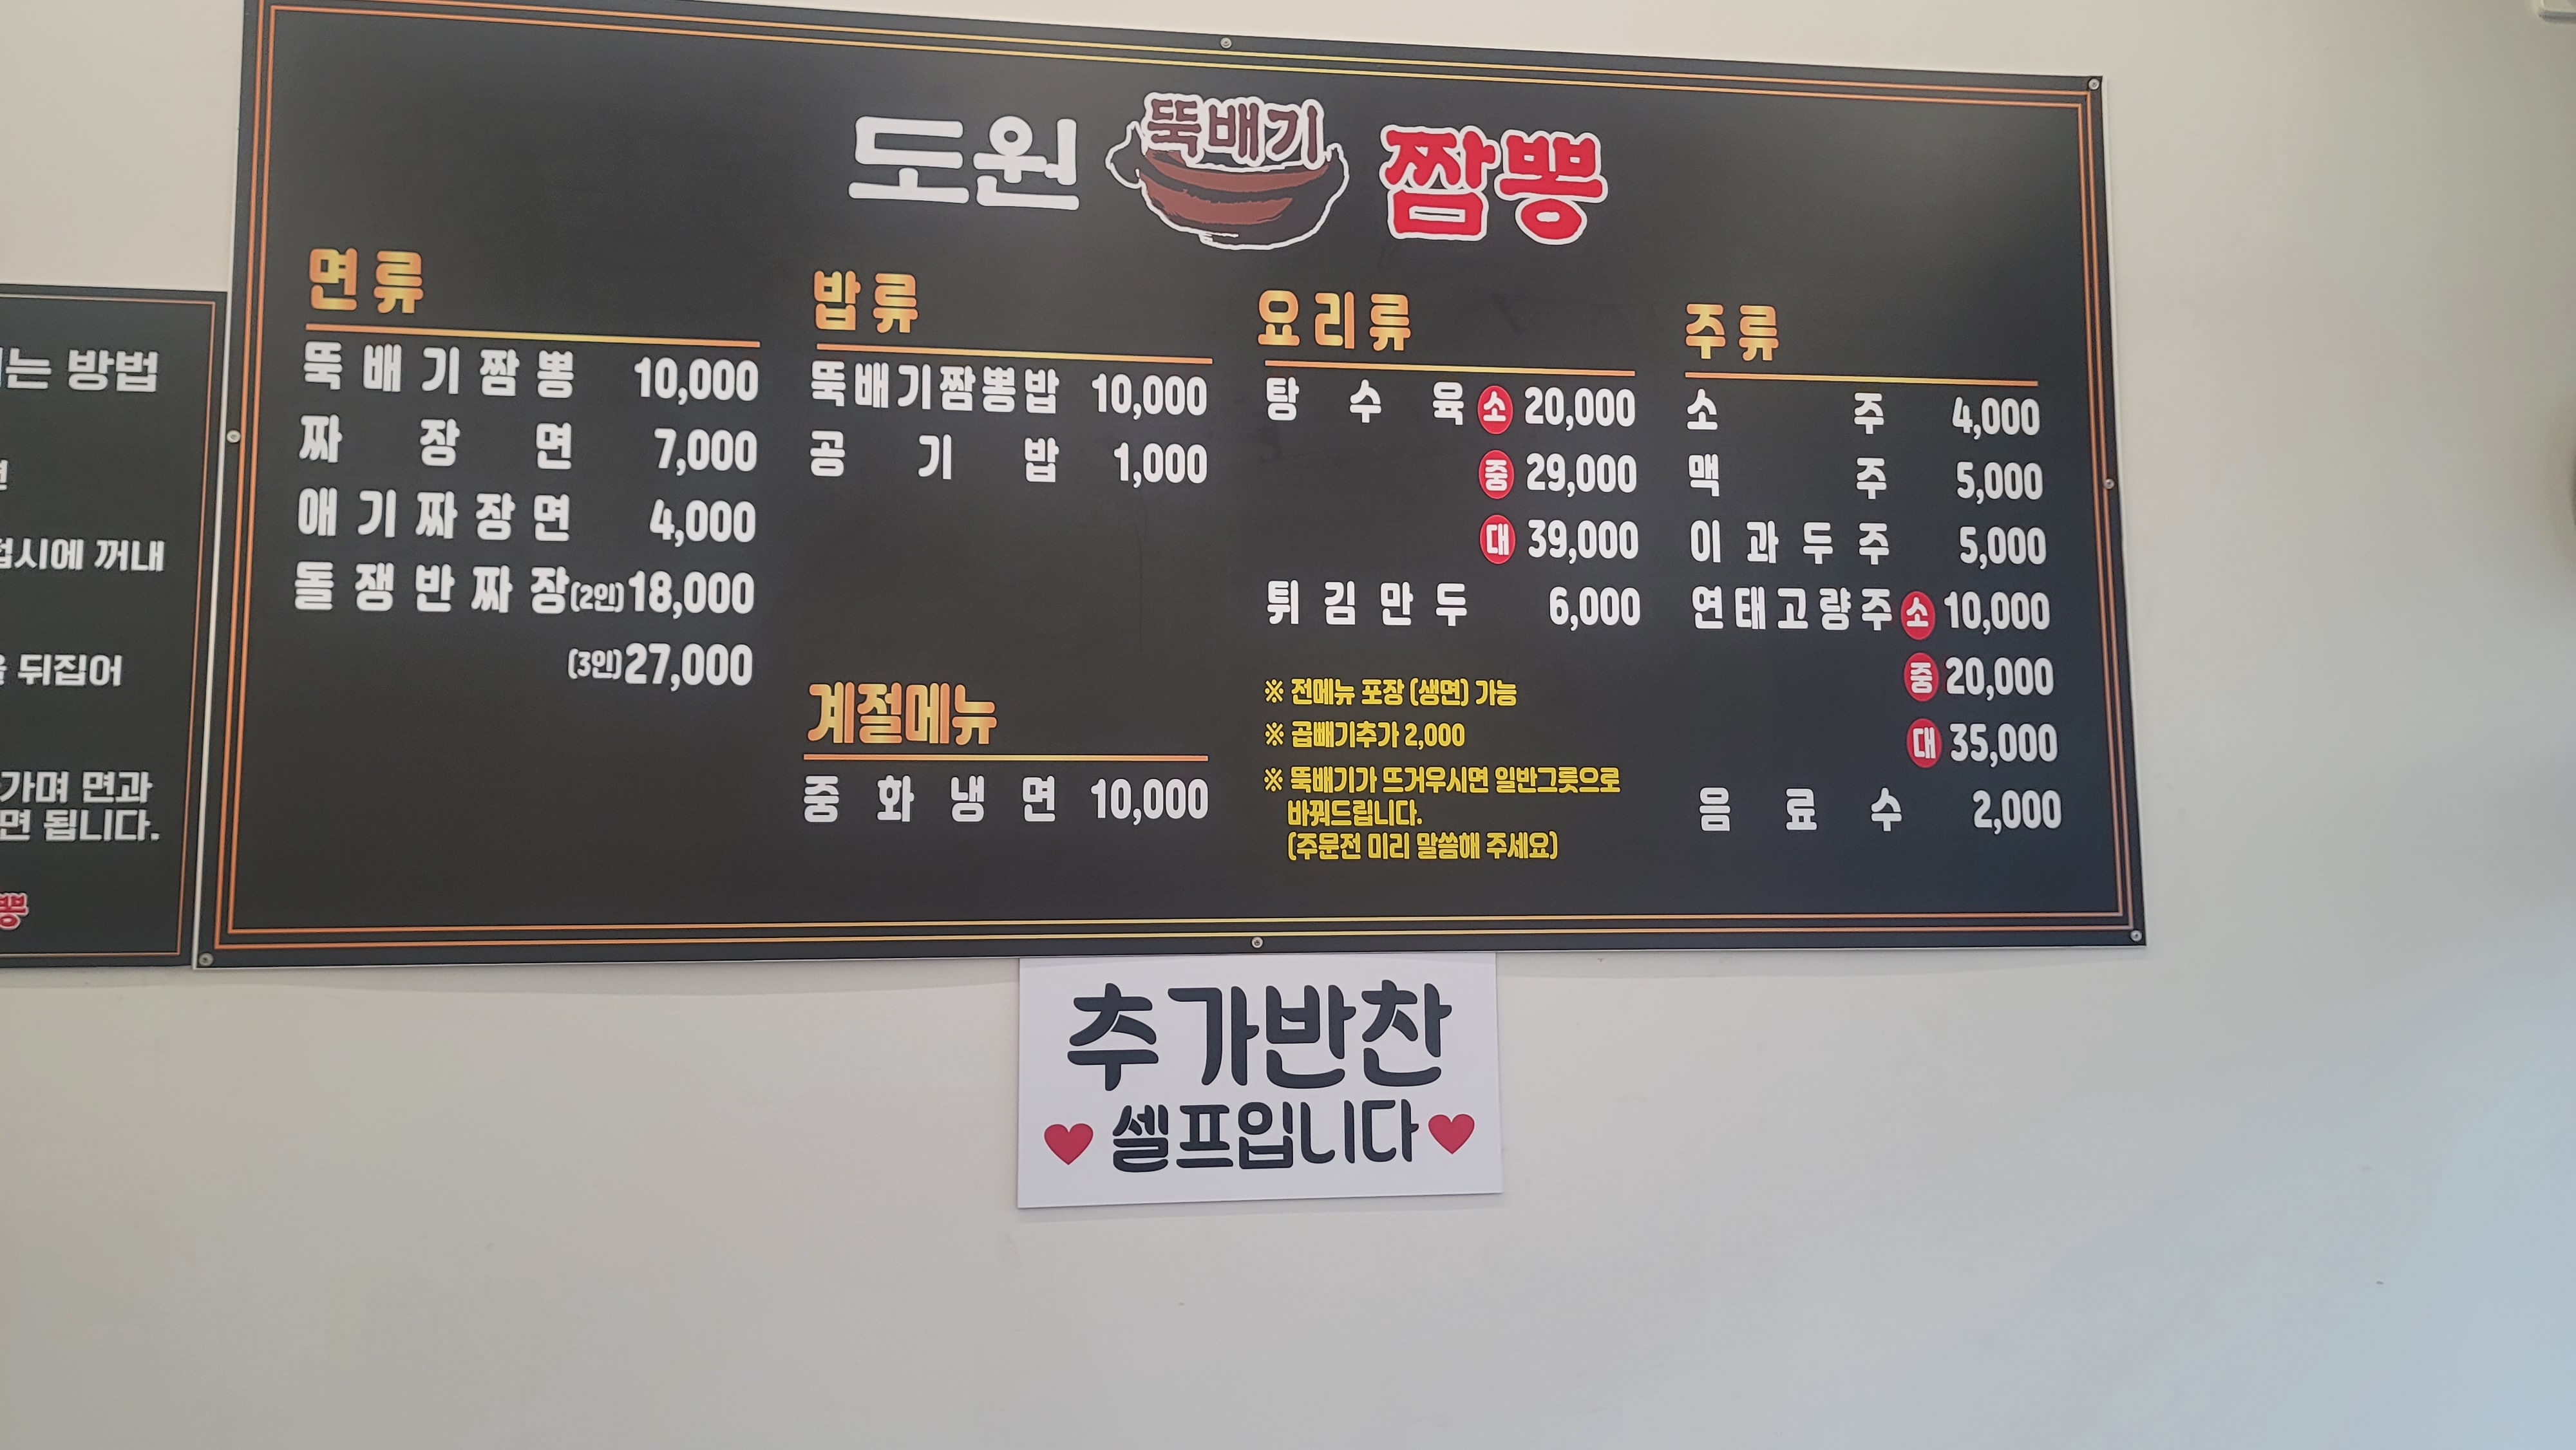 도원 뚝배기 짬뽕
면류
뚝배기짬뽕 10,000
짜장면 7,000
애기짜장면 4,000
돌쟁반짜장(2인)18,000
(3인)27,000
밥류
뚝배기짬뽕밥 10,000
공기밥 1,000
계절메뉴
중화냉면 10,000
요리류
탕수육 소 20,000
중 29,000
대 39,000
튀김만두 6,000
※ 전메뉴 포장 (생면) 가능
※ 곱빼기추가 2,000
※ 뚝배기가 뜨거우시면 일반그릇으로
바꿔드립니다.
(주문전 미리 말씀해 주세요)
주류
소주 4,000
맥주 5,000
이과두주 5,000
연태고량주 소 10,000
중 20,000
대 35,000
음료수 2,000
추가반찬
셀프입니다
는 방법
접시에 꺼내
뒤집어
가며 면과
면 됩니다.